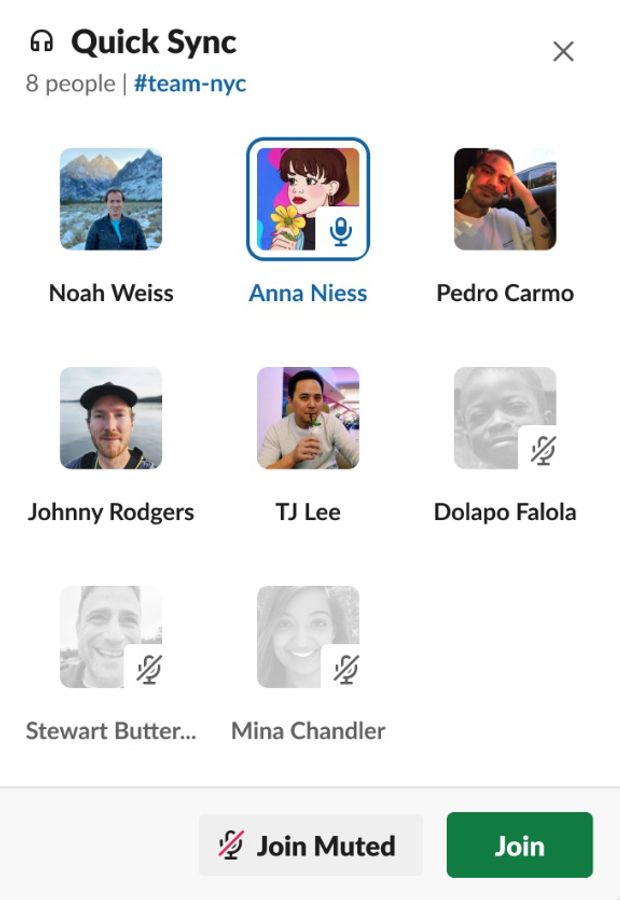 Quick Sync
8 people | #team-nyc
Noah Weiss
Anna Niess
Pedro Carmo
Johnny Rodgers
TJ Lee
Dolapo Falola
Stewart Butter...
Mina Chandler
Join Muted
Join